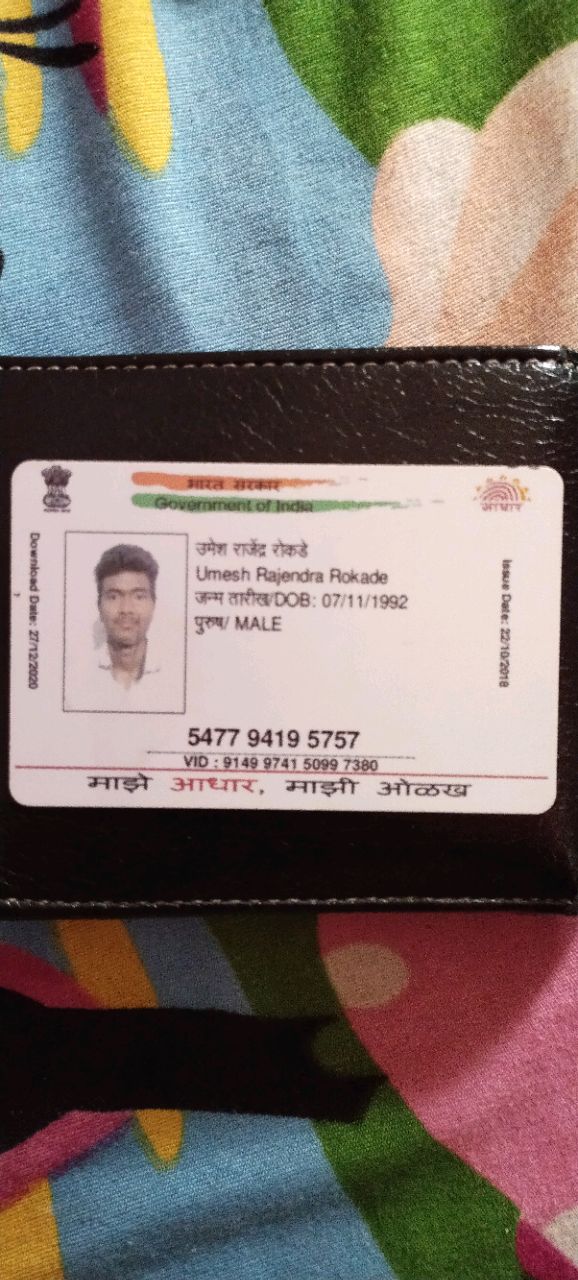 भारत सरकार
Government of India
उमेश राजेंद्र रोकडे
Umesh Rajendra Rokade
जन्म तारीख/DOB: 07/11/1992
पुरुष/ MALE
Download Date: 27/12/2020
Issue Date: 22/10/2018
5477 9419 5757
VID : 9149 9741 5099 7380
माझे आधार, माझी ओळख
आधार